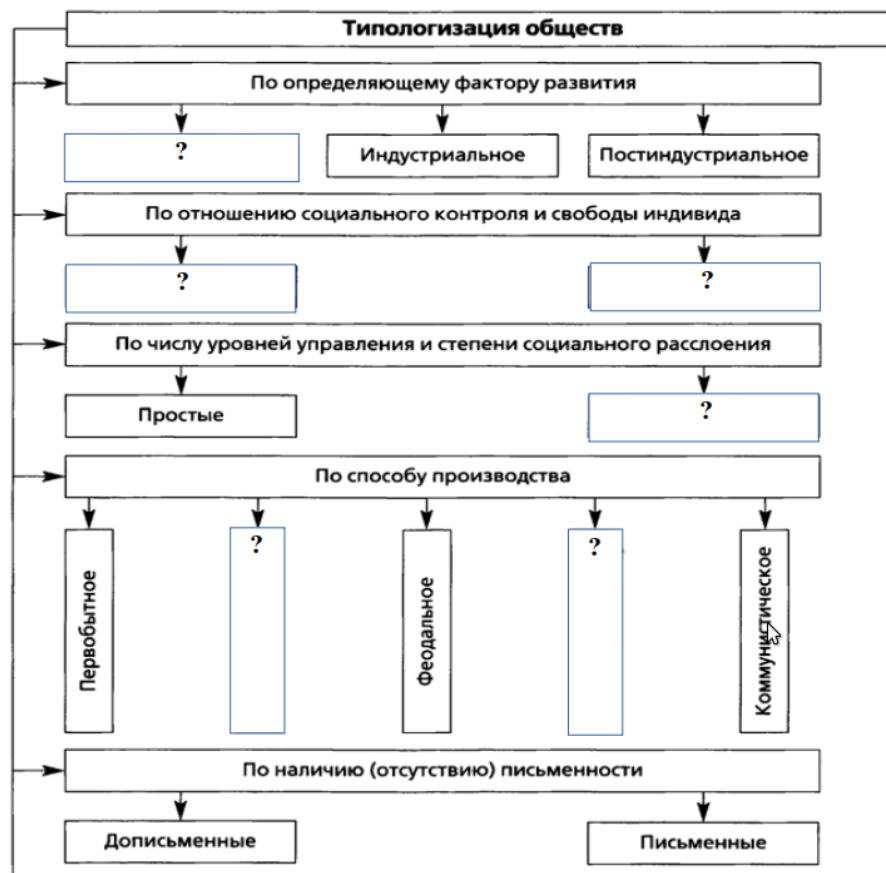 Типологизация обществ
По определяющему фактору развития
?
Индустриальное
Постиндустриальное
По отношению социального контроля и свободы индивида
?
?
По числу уровней управления и степени социального расслоения
Простые
?
По способу производства
Первобытное
?
Феодальное
?
Коммунистическое
По наличию (отсутствию) письменности
Дописьменные
Письменные